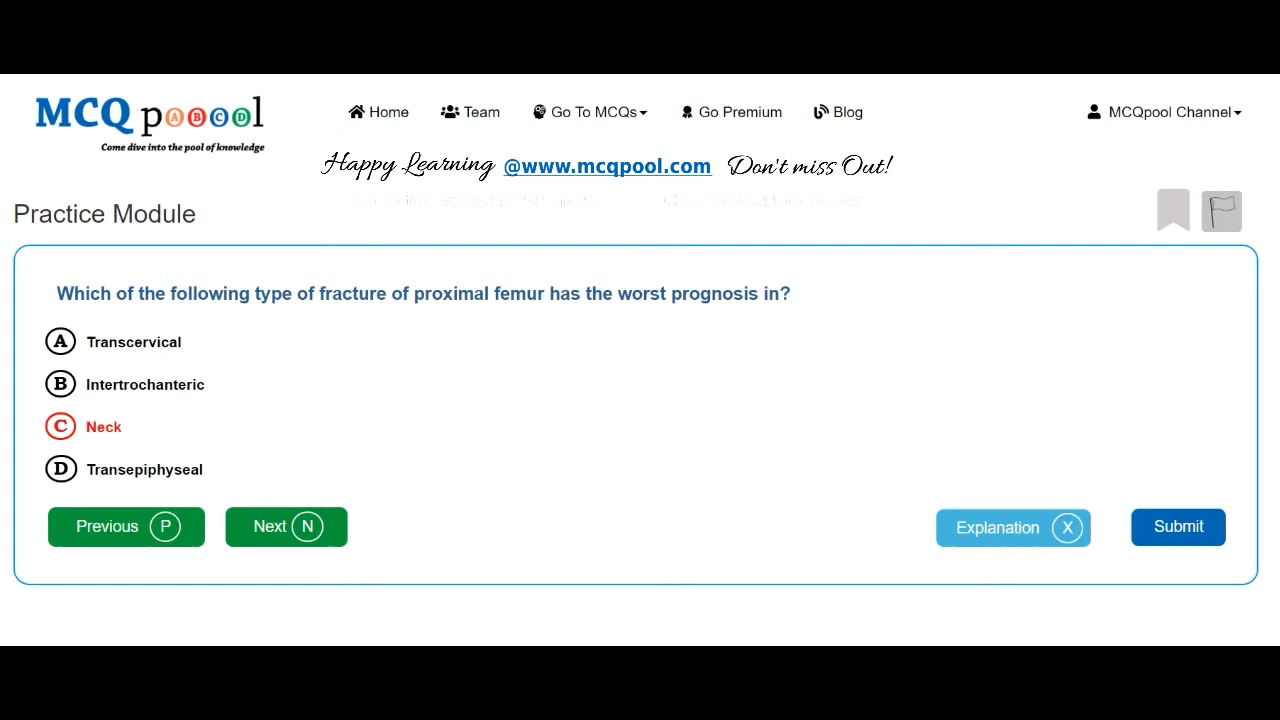 MCQ pABCDl
Come dive into the pool of knowledge
Home Team Go To MCQs Go Premium Blog MCQpool Channel
Happy Learning @www.mcqpool.com Don't miss Out!
Practice Module
Which of the following type of fracture of proximal femur has the worst prognosis in?
A Transcervical
B Intertrochanteric
C Neck
D Transepiphyseal
Previous P Next N Explanation X Submit